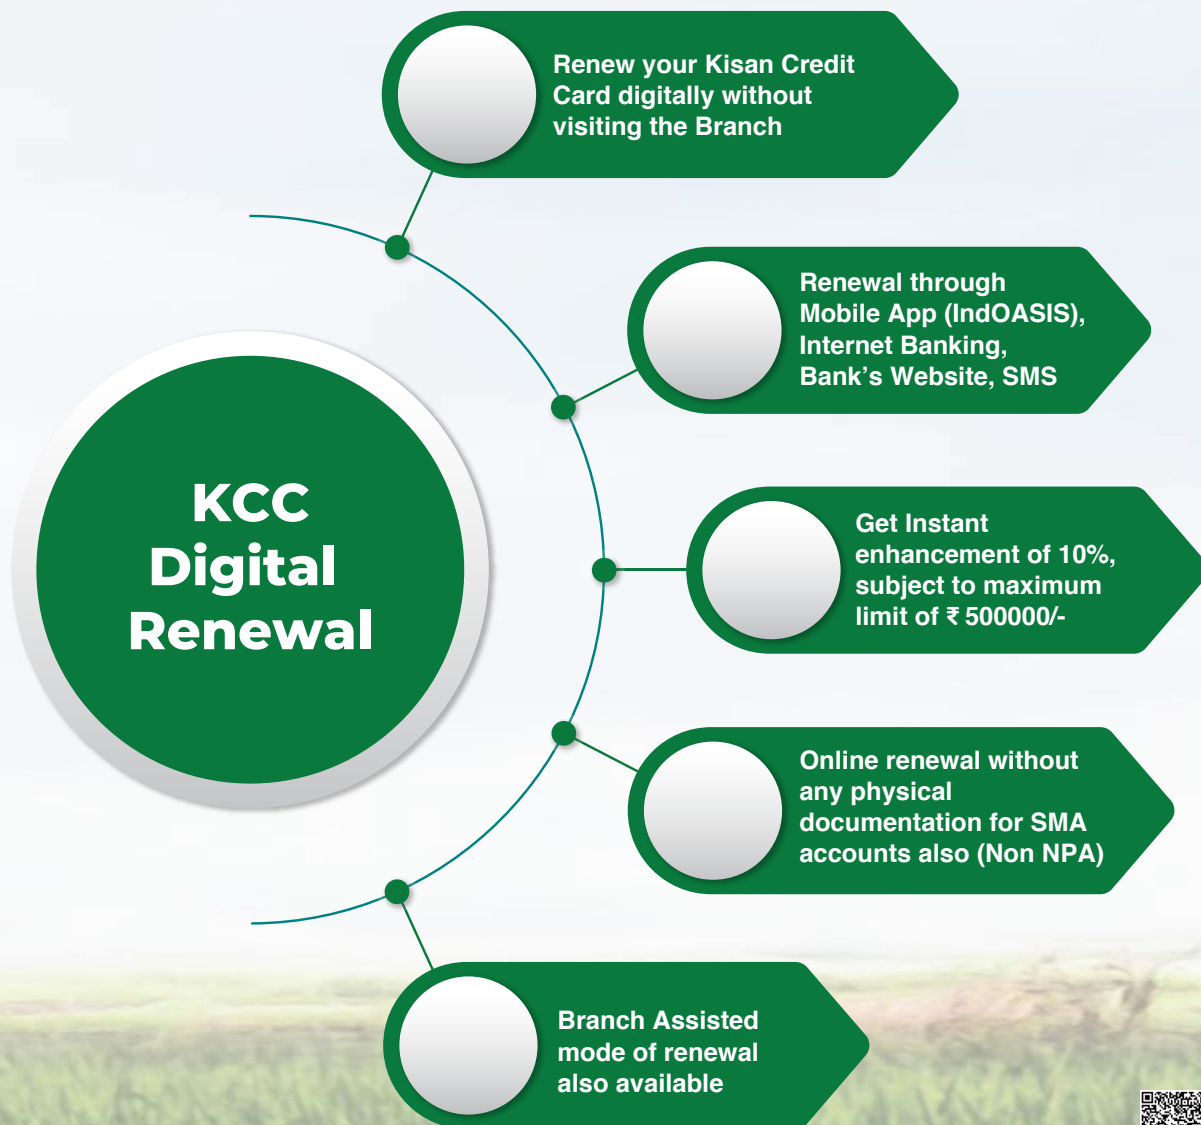 Renew your Kisan Credit
Card digitally without
visiting the Branch
Renewal through
Mobile App (IndOASIS),
Internet Banking,
Bank's Website, SMS
KCC
Digital
Renewal
Get Instant
enhancement of 10%,
subject to maximum
limit of ₹ 500000/-
Online renewal without
any physical
documentation for SMA
accounts also (Non NPA)
Branch Assisted
mode of renewal
also available